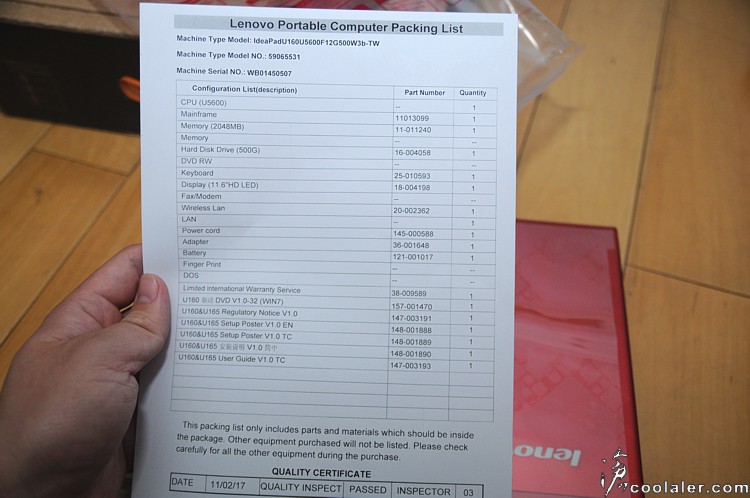 Lenovo Portable Computer Packing List
Machine Type Model: IdeaPadU160U5600F12G500W3b-TW
Machine Type Model NO.: 59065531
Machine Serial NO.: WB01450507
Configuration List(description) Part Number Quantity
CPU (U5600) -- 1
Mainframe 11013099 1
Memory (2048MB) 11-011240 1
Memory -- --
Hard Disk Drive (500G) 16-004058 1
DVD RW -- --
Keyboard 25-010593 1
Display (11.6"HD LED) 18-004198 1
Fax/Modem -- --
Wireless Lan 20-002362 1
LAN -- 1
Power cord 145-000588 1
Adapter 36-001648 1
Battery 121-001017 1
Finger Print -- --
DOS -- --
Limited International Warranty Service 38-009589 1
U160 DVD V1.0-32 (WIN7) 157-001470 1
U160&U165 Regulatory Notice V1.0 147-003191 1
U160&U165 Setup Poster V1.0 EN 148-001888 1
U160&U165 Setup Poster V1.0 TC 148-001889 1
U160&U165 V1.0 148-001890 1
U160&U165 User Guide V1.0 TC 147-003193 1
This packing list only includes parts and materials which should be inside
the package. Other equipment purchased will not be listed. Please check
carefully for all the other equipment during the purchase.
QUALITY CERTIFICATE
DATE 11/02/17 QUALITY INSPECT PASSED INSPECTOR 03
leno
coolaler.com